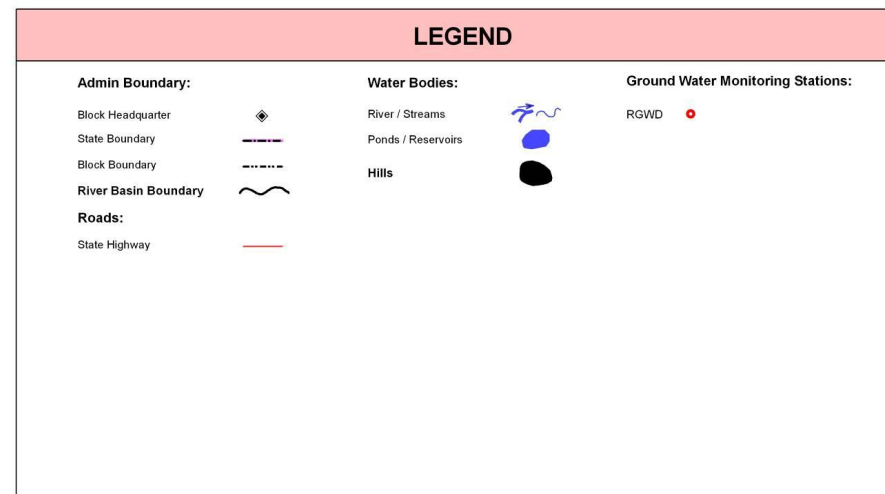 LEGEND
Admin Boundary:
Block Headquarter
State Boundary
Block Boundary
River Basin Boundary
Roads:
State Highway
Water Bodies:
River / Streams
Ponds / Reservoirs
Hills
Ground Water Monitoring Stations:
RGWD